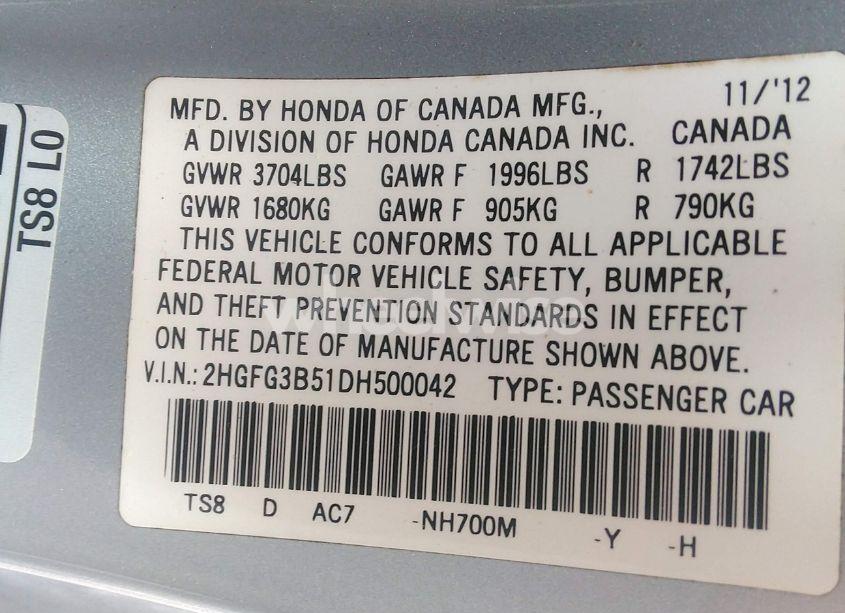 TS8 LO
11/'12
MFD. BY HONDA OF CANADA MFG.,
A DIVISION OF HONDA CANADA INC. CANADA
GVWR 3704LBS GAWR F 1996LBS R 1742LBS
GVWR 1680KG GAWR F 905KG R 790KG
THIS VEHICLE CONFORMS TO ALL APPLICABLE
FEDERAL MOTOR VEHICLE SAFETY, BUMPER,
AND THEFT PREVENTION STANDARDS IN EFFECT
ON THE DATE OF MANUFACTURE SHOWN ABOVE.
V.I.N.: 2HGFG3B51DH500042 TYPE: PASSENGER CAR
TS8 D AC7 -NH700M -Y -H